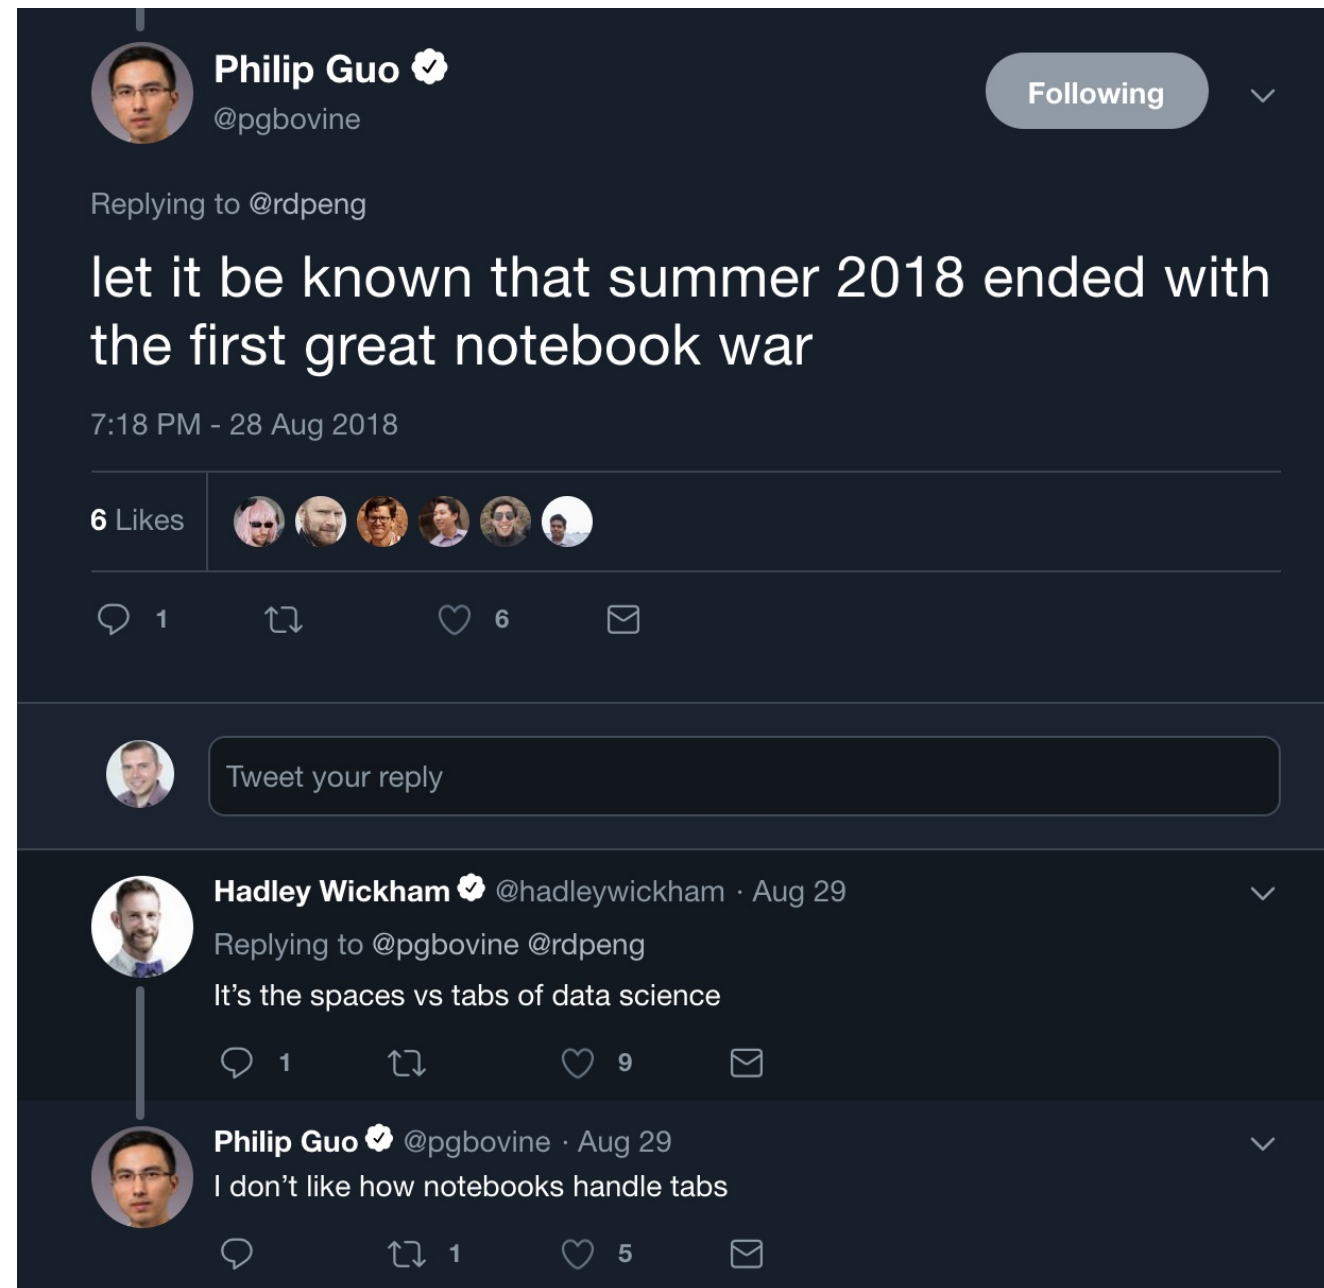 Philip Guo
@pgbovine
Following
Replying to @rdpeng
let it be known that summer 2018 ended with
the first great notebook war
7:18 PM - 28 Aug 2018
6 Likes
1
6
Tweet your reply
Hadley Wickham @hadleywickham · Aug 29
Replying to @pgbovine @rdpeng
It’s the spaces vs tabs of data science
1
9
Philip Guo @pgbovine · Aug 29
I don’t like how notebooks handle tabs
1
5